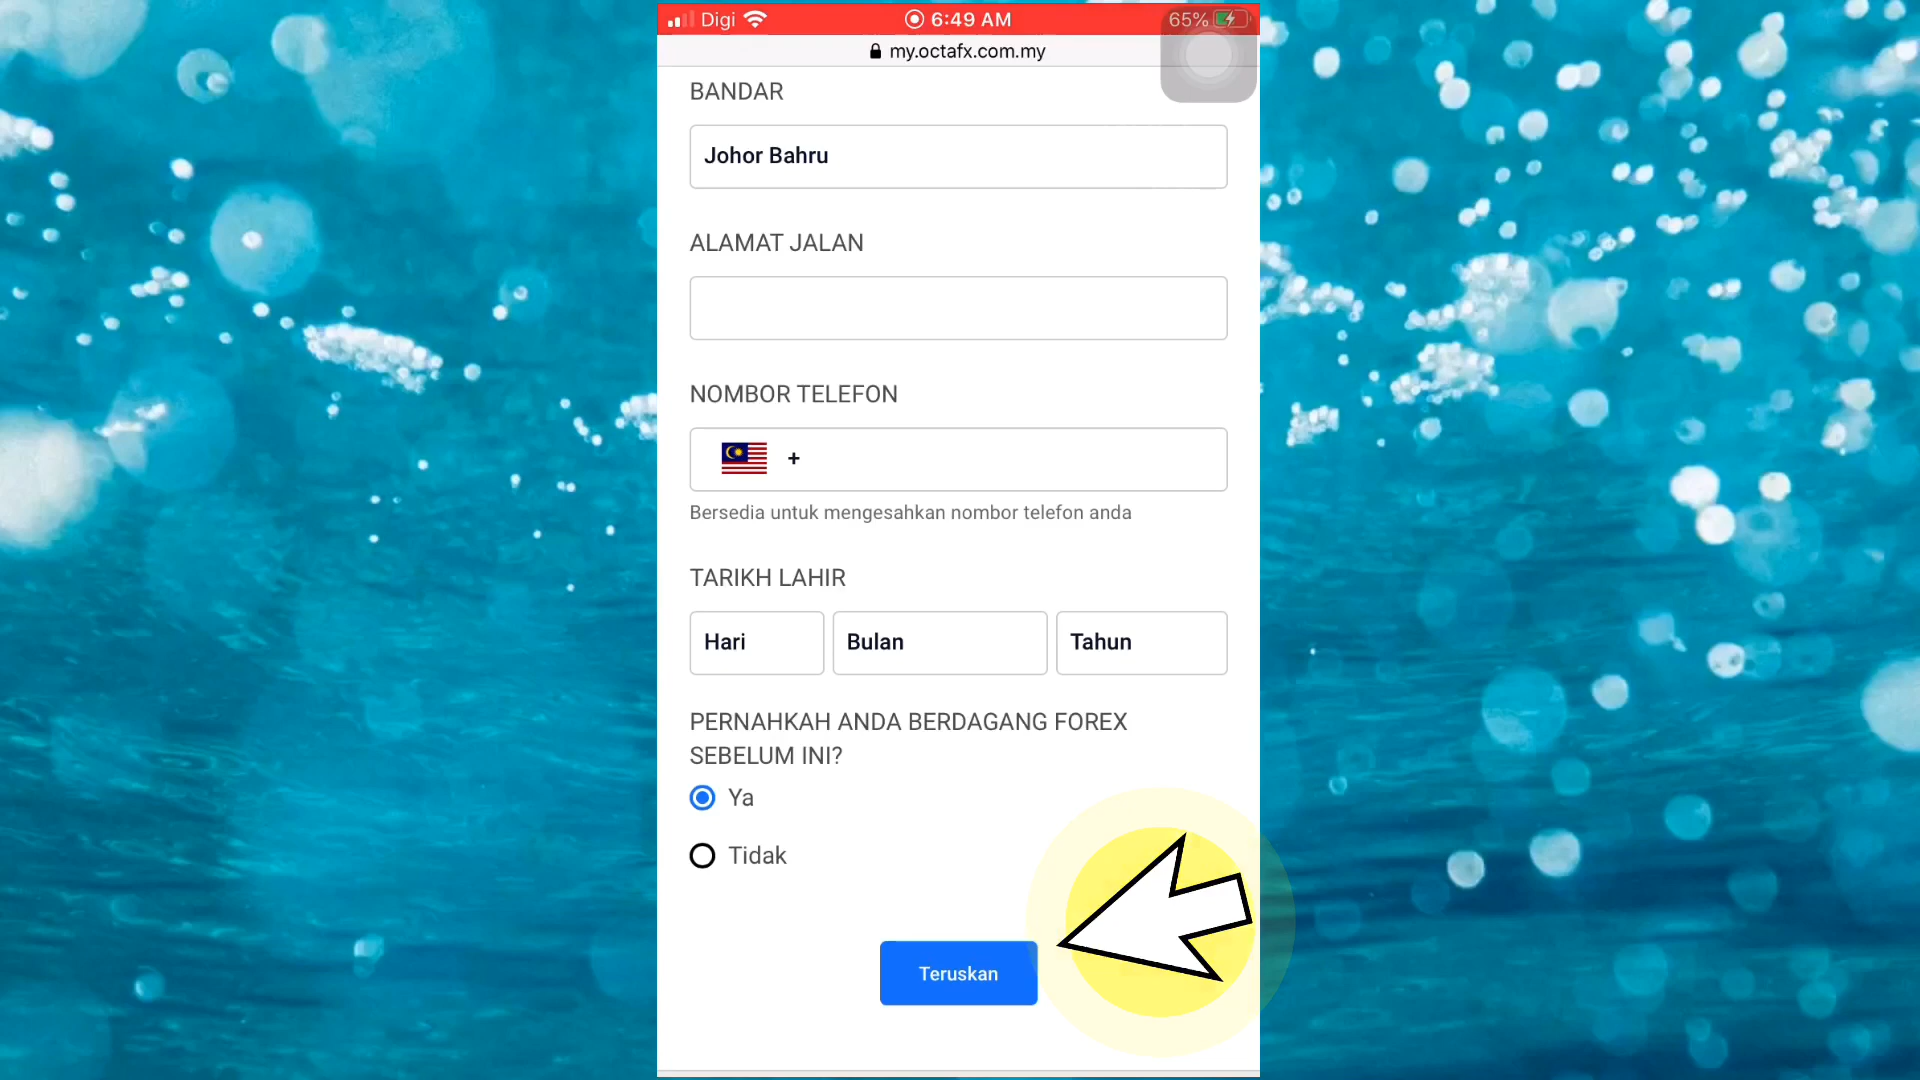 Digi 6:49 AM 65%
my.octafx.com.my
BANDAR
Johor Bahru
ALAMAT JALAN
NOMBOR TELEFON
+
Bersedia untuk mengesahkan nombor telefon anda
TARIKH LAHIR
Hari Bulan Tahun
PERNAHKAH ANDA BERDAGANG FOREX
SEBELUM INI?
Ya
Tidak
Teruskan